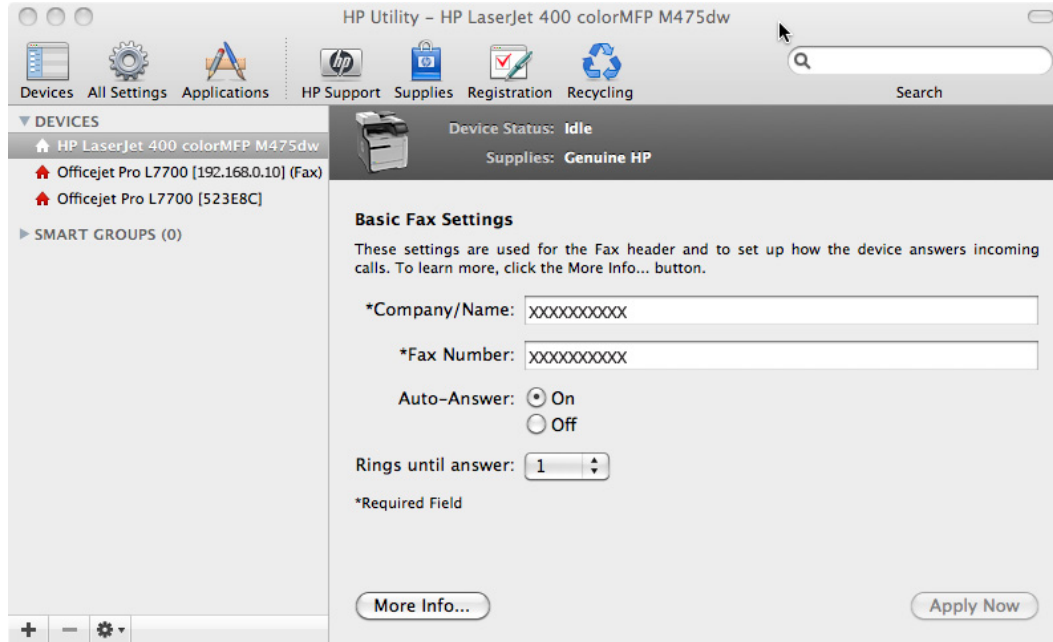 HP Utility – HP LaserJet 400 colorMFP M475dw
Devices All Settings Applications HP Support Supplies Registration Recycling Search
DEVICES
HP LaserJet 400 colorMFP M475dw
Officejet Pro L7700 [192.168.0.10] (Fax)
Officejet Pro L7700 [523E8C]
SMART GROUPS (0)
Device Status: Idle
Supplies: Genuine HP
Basic Fax Settings
These settings are used for the Fax header and to set up how the device answers incoming
calls. To learn more, click the More Info... button.
*Company/Name: XXXXXXXXXX
*Fax Number: XXXXXXXXXX
Auto-Answer: On
Off
Rings until answer: 1
*Required Field
More Info... Apply Now